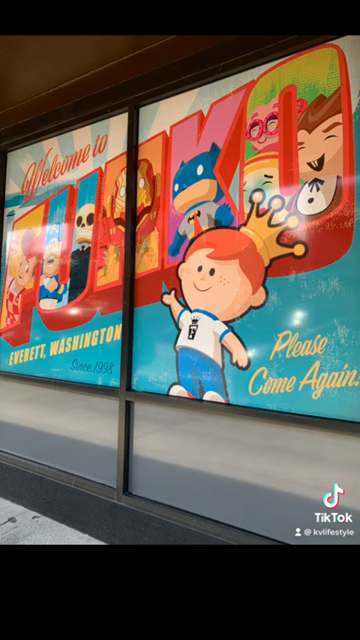 Welcome to
FUNKO
EVERETT, WASHINGTON
Since 1998
Please
Come Again.
TikTok
@kvlifestyle